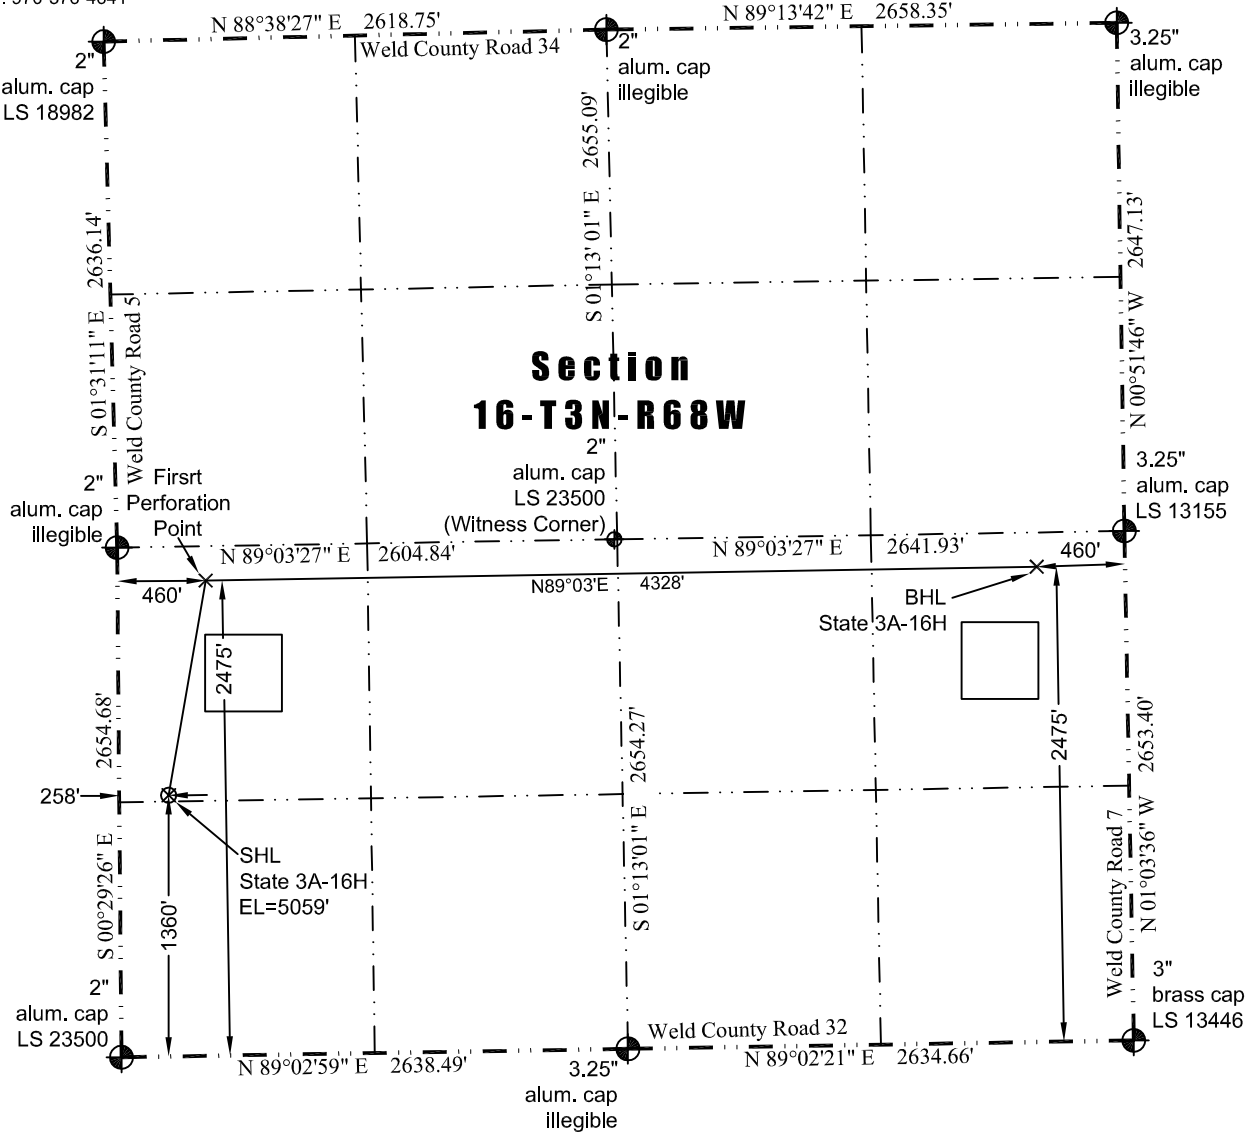 N 88°38'27" E 2618.75'
N 89°13'42" E 2658.35'
Weld County Road 34
2"
alum. cap
LS 18982
2"
alum. cap
illegible
3.25"
alum. cap
illegible
S 01°31'11" E 2636.14'
Weld County Road 5
S 01°13'01" E 2655.09'
N 00°51'46" W 2647.13'
Section
16-T3N-R68W
2"
alum. cap
illegible
Firsrt
Perforation
Point
2"
alum. cap
LS 23500
(Witness Corner)
3.25"
alum. cap
LS 13155
N 89°03'27" E 2604.84'
N 89°03'27" E 2641.93'
460'
460'
N89°03'E 4328'
BHL
State 3A-16H
2475'
2475'
S 00°29'26" E 2654.68'
S 01°13'01" E 2654.27'
N 01°03'36" W 2653.40'
Weld County Road 7
258'
SHL
State 3A-16H
EL=5059'
1360'
2"
alum. cap
LS 23500
3"
brass cap
LS 13446
Weld County Road 32
N 89°02'59" E 2638.49'
N 89°02'21" E 2634.66'
3.25"
alum. cap
illegible